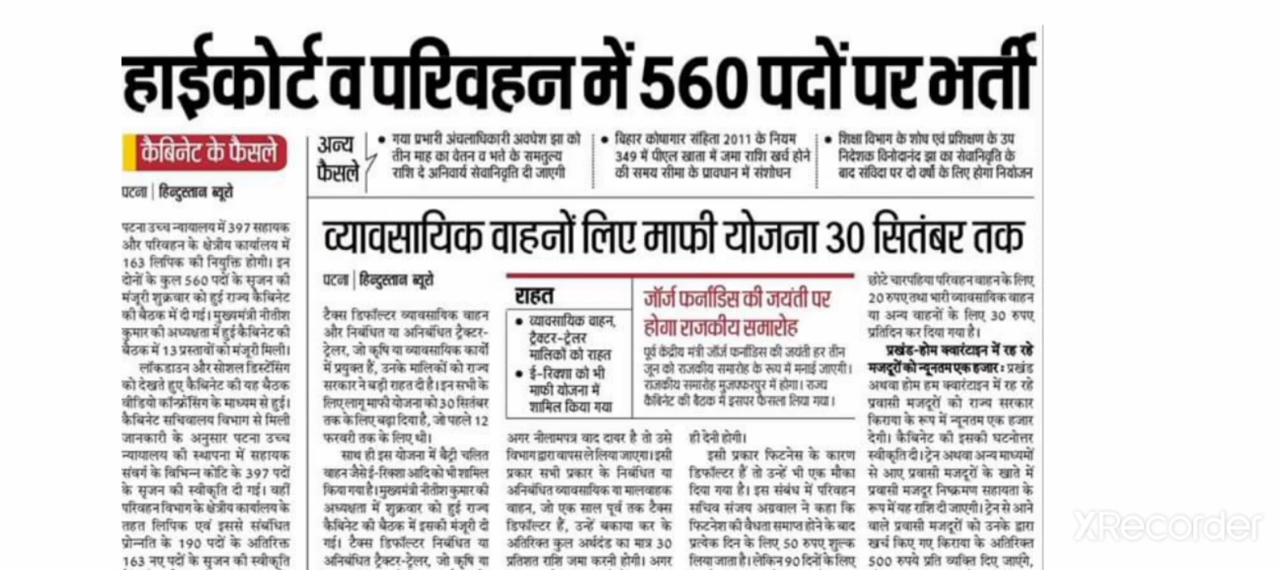 हाईकोर्ट व परिवहन में 560 पदों पर भर्ती
कैबिनेट के फैसले
पटना | हिन्दुस्तान ब्यूरो
पटना उच्च न्यायालय में 397 सहायक
और परिवहन के क्षेत्रीय कार्यालय में
163 लिपिक की नियुक्ति होगी। इन
दोनों के कुल 560 पदों के सृजन की
मंजूरी शुक्रवार को हुई राज्य कैबिनेट
की बैठक में दी गई। मुख्यमंत्री नीतीश
कुमार की अध्यक्षता में हुई कैबिनेट की
बैठक में 13 प्रस्तावों को मंजूरी मिली।
लॉकडाउन और सोशल डिस्टेंसिंग
को देखते हुए कैबिनेट की यह बैठक
वीडियो कॉन्फ्रेंसिंग के माध्यम से हुई।
कैबिनेट सचिवालय विभाग से मिली
जानकारी के अनुसार पटना उच्च
न्यायालय की स्थापना में सहायक
संवर्ग के विभिन्न कोटि के 397 पदों
के सृजन की स्वीकृति दी गई। वहीं
परिवहन विभाग के क्षेत्रीय कार्यालय के
तहत लिपिक एवं इससे संबंधित
प्रोन्नति के 190 पदों के अतिरिक्त
163 नए पदों के सृजन की स्वीकृति
अन्य
फैसले
• गया प्रभारी अंचलाधिकारी अवधेश झा को
तीन माह का वेतन व भत्ते के समतुल्य
राशि दे अनिवार्य सेवानिवृति दी जाएगी
• बिहार कोषागार संहिता 2011 के नियम
349 में पीएल खाता में जमा राशि खर्च होने
की समय सीमा के प्रावधान में संशोधन
• शिक्षा विभाग के शोध एवं प्रशिक्षण के उप
निदेशक विनोदानंद झा का सेवानिवृति के
बाद संविदा पर दो वर्षों के लिए होगा नियोजन
व्यावसायिक वाहनों लिए माफी योजना 30 सितंबर तक
पटना | हिन्दुस्तान ब्यूरो
टैक्स डिफॉल्टर व्यावसायिक वाहन
और निबंधित या अनिबंधित ट्रैक्टर-
ट्रेलर, जो कृषि या व्यावसायिक कार्यों
में प्रयुक्त हैं, उनके मालिकों को राज्य
सरकार ने बड़ी राहत दी है। इन सभी के
लिए लागू माफी योजना को 30 सितंबर
तक के लिए बढ़ा दिया है, जो पहले 12
फरवरी तक के लिए थी।
साथ ही इस योजना में बैट्री चलित
वाहन जैसे ई-रिक्शा आदि को भी शामिल
किया गया है। मुख्यमंत्री नीतीश कुमार की
अध्यक्षता में शुक्रवार को हुई राज्य
कैबिनेट की बैठक में इसकी मंजूरी दी
गई। टैक्स डिफॉल्टर निबंधित या
अनिबंधित ट्रैक्टर-ट्रेलर, जो कृषि या
राहत
• व्यावसायिक वाहन,
ट्रैक्टर-ट्रेलर
मालिकों को राहत
• ई-रिक्शा को भी
माफी योजना में
शामिल किया गया
जॉर्ज फर्नांडिस की जयंती पर
होगा राजकीय समारोह
पूर्व केंद्रीय मंत्री जॉर्ज फर्नांडिस की जयंती हर तीन
जून को राजकीय समारोह के रूप में मनाई जाएगी।
राजकीय समारोह मुजफ्फरपुर में होगा। राज्य
कैबिनेट की बैठक में इसपर फैसला लिया गया।
अगर नीलामपत्र वाद दायर है तो उसे
विभाग द्वारा वापस ले लिया जाएगा। इसी
प्रकार सभी प्रकार के निबंधित या
अनिबंधित व्यावसायिक या मालवाहक
वाहन, जो एक साल पूर्व तक टैक्स
डिफॉल्टर हैं, उन्हें बकाया कर के
अतिरिक्त कुल अर्थदंड का मात्र 30
प्रतिशत राशि जमा करनी होगी। अगर
ही देनी होगी।
इसी प्रकार फिटनेस के कारण
डिफॉल्टर हैं तो उन्हें भी एक मौका
दिया गया है। इस संबंध में परिवहन
सचिव संजय अग्रवाल ने कहा कि
फिटनेश की वैधता समाप्त होने के बाद
प्रत्येक दिन के लिए 50 रुपए शुल्क
लिया जाता है। लेकिन 90 दिनों के लिए
छोटे चारपहिया परिवहन वाहन के लिए
20 रुपए तथा भारी व्यावसायिक वाहन
या अन्य वाहनों के लिए 30 रुपए
प्रतिदिन कर दिया गया है।
प्रखंड-होम क्वारंटाइन में रह रहे
मजदूरों को न्यूनतम एक हजार : प्रखंड
अथवा होम हम क्वारंटाइन में रह रहे
प्रवासी मजदूरों को राज्य सरकार
किराया के रूप में न्यूनतम एक हजार
देगी। कैबिनेट की इसकी घटनोत्तर
स्वीकृति दी। ट्रेन अथवा अन्य माध्यमों
से आए प्रवासी मजदूरों के खाते में
प्रवासी मजदूर निष्क्रमण सहायता के
रूप में यह राशि दी जाएगी। ट्रेन से आने
वाले प्रवासी मजदूरों को उनके द्वारा
खर्च किए गए किराया के अतिरिक्त
500 रुपये प्रति व्यक्ति दिए जाएंगे,
XRecorder